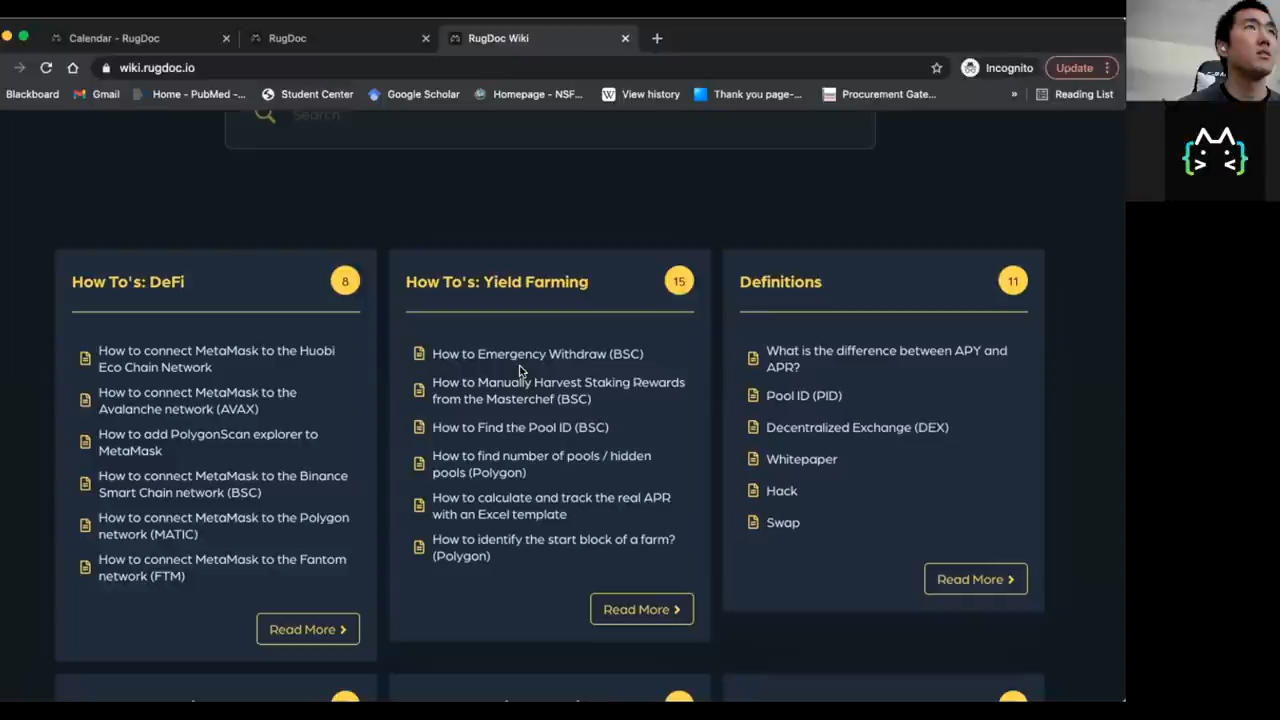 Calendar - RugDoc
RugDoc
RugDoc Wiki
wiki.rugdoc.io
Incognito
Update
Blackboard
Gmail
Home - PubMed -...
Student Center
Google Scholar
Homepage - NSF...
View history
Thank you page-...
Procurement Gate...
»
Reading List
Search
How To's: DeFi
8
How to connect MetaMask to the Huobi
Eco Chain Network
How to connect MetaMask to the
Avalanche network (AVAX)
How to add PolygonScan explorer to
MetaMask
How to connect MetaMask to the Binance
Smart Chain network (BSC)
How to connect MetaMask to the Polygon
network (MATIC)
How to connect MetaMask to the Fantom
network (FTM)
Read More
How To's: Yield Farming
15
How to Emergency Withdraw (BSC)
How to Manually Harvest Staking Rewards
from the Masterchef (BSC)
How to Find the Pool ID (BSC)
How to find number of pools / hidden
pools (Polygon)
How to calculate and track the real APR
with an Excel template
How to identify the start block of a farm?
(Polygon)
Read More
Definitions
11
What is the difference between APY and
APR?
Pool ID (PID)
Decentralized Exchange (DEX)
Whitepaper
Hack
Swap
Read More